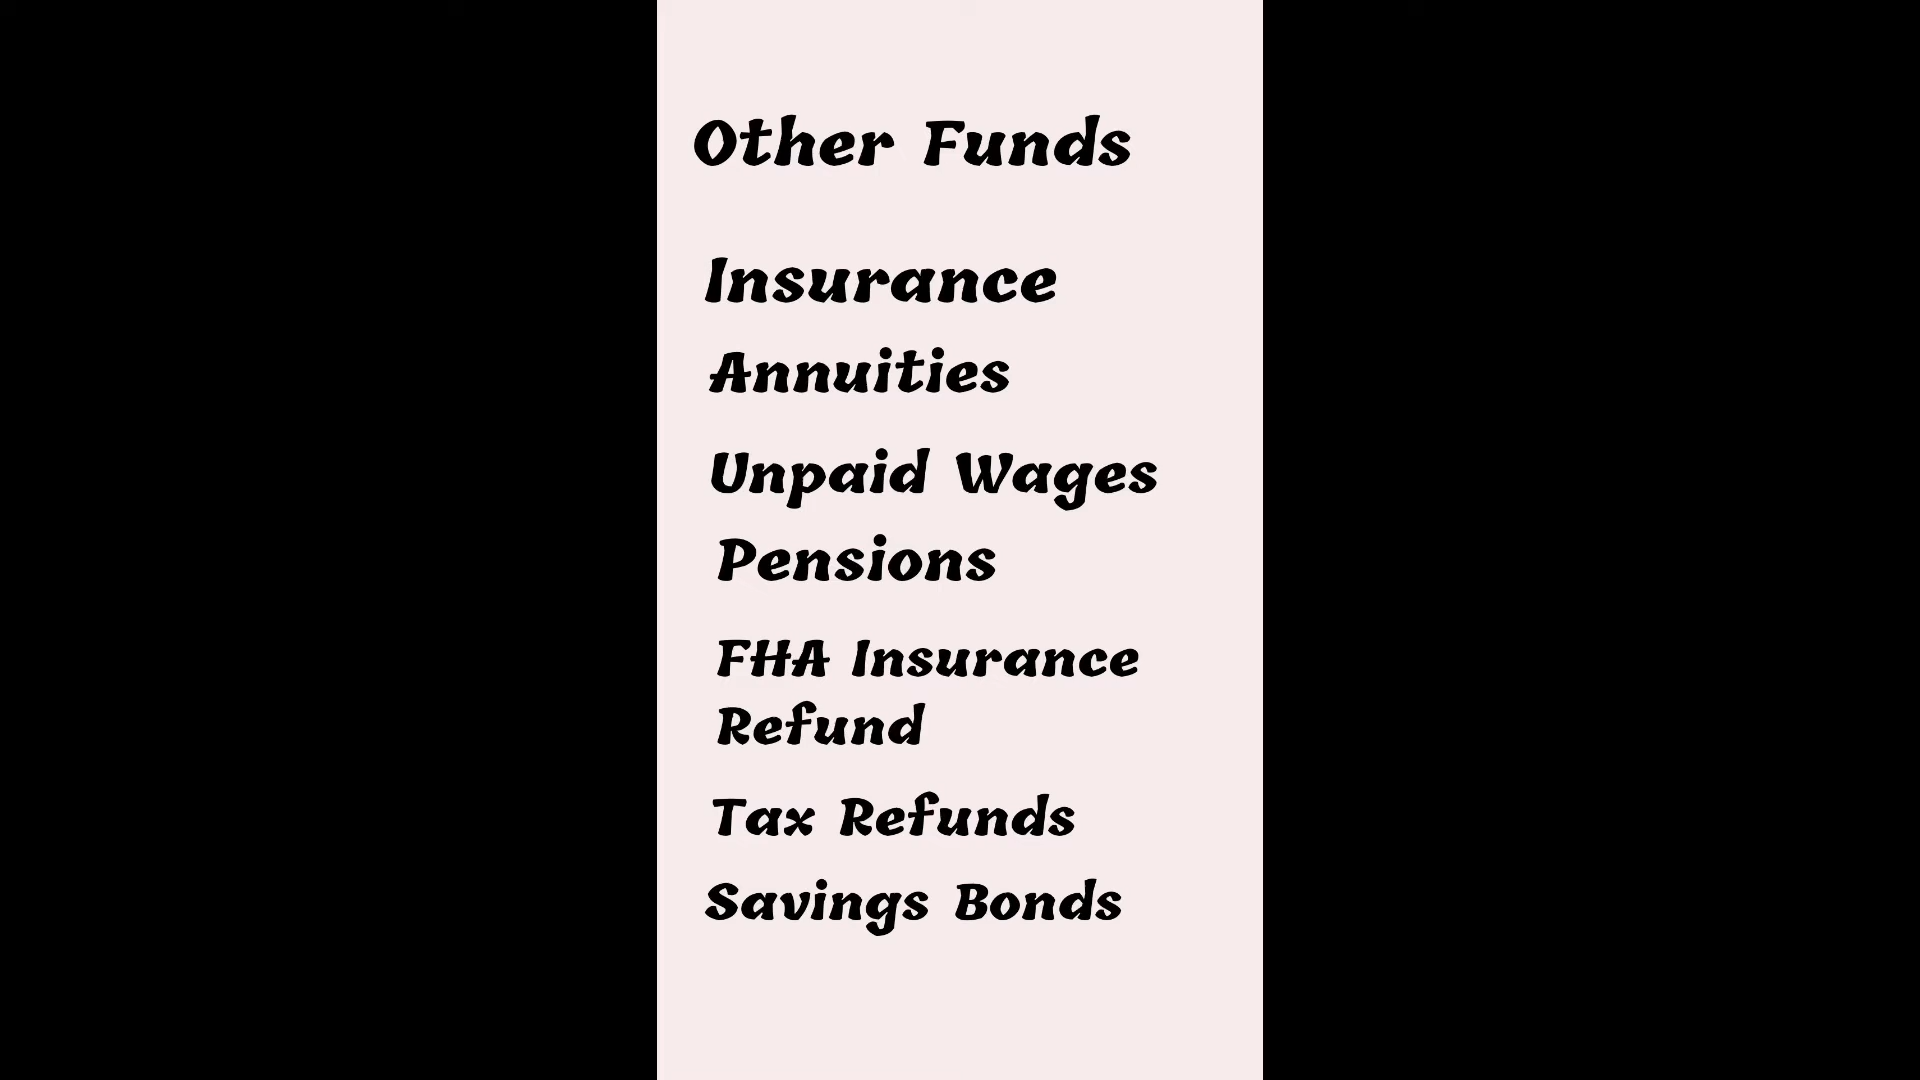 Other Funds
Insurance
Annuities
Unpaid Wages
Pensions
FHA Insurance
Refund
Tax Refunds
Savings Bonds